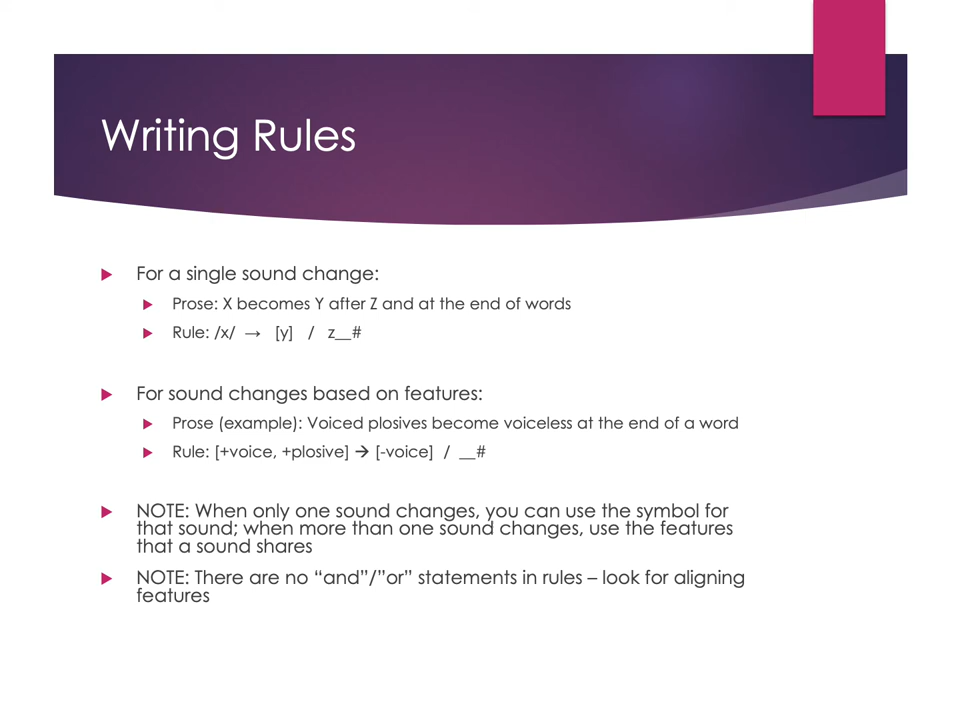 Writing Rules
For a single sound change:
Prose: X becomes Y after Z and at the end of words
Rule: /x/ → [y] / z__#
For sound changes based on features:
Prose (example): Voiced plosives become voiceless at the end of a word
Rule: [+voice, +plosive] → [-voice] / __#
NOTE: When only one sound changes, you can use the symbol for
that sound; when more than one sound changes, use the features
that a sound shares
NOTE: There are no “and”/”or” statements in rules – look for aligning
features